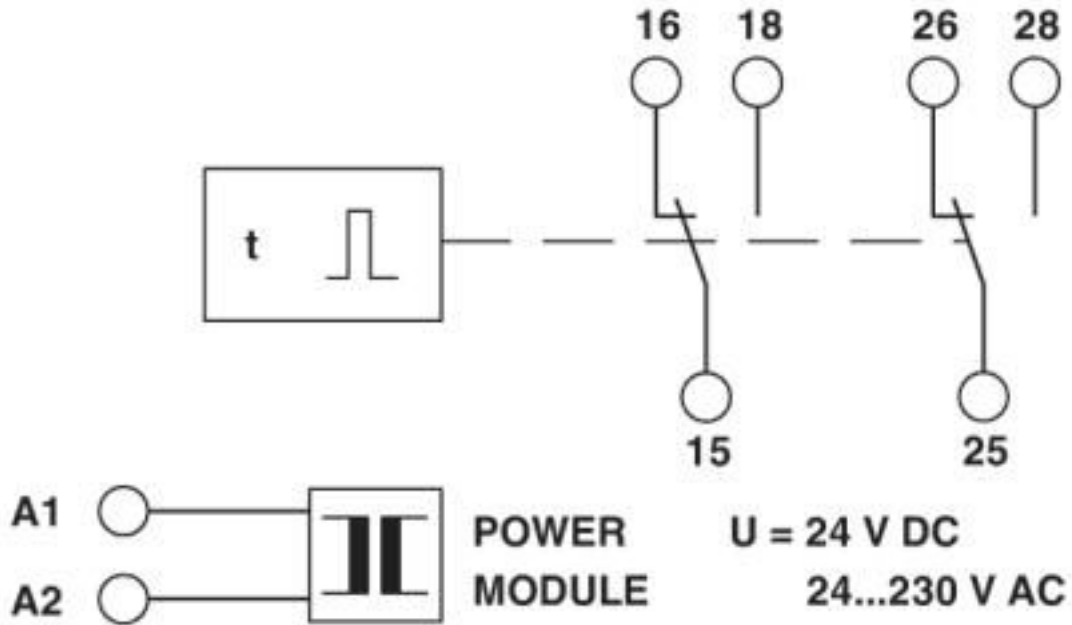 16 18 26 28
t
15 25
A1 POWER U = 24 V DC
A2 MODULE 24...230 V AC